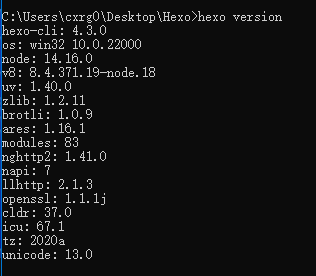 C:\Users\cxrg0\Desktop\Hexo>hexo version
hexo-cli: 4.3.0
os: win32 10.0.22000
node: 14.16.0
v8: 8.4.371.19-node.18
uv: 1.40.0
zlib: 1.2.11
brotli: 1.0.9
ares: 1.16.1
modules: 83
nghttp2: 1.41.0
napi: 7
llhttp: 2.1.3
openssl: 1.1.1j
cldr: 37.0
icu: 67.1
tz: 2020a
unicode: 13.0